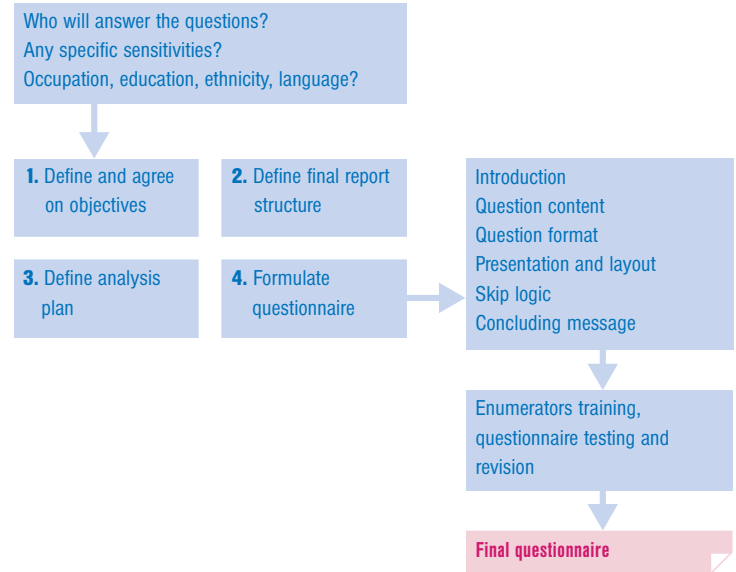 Who will answer the questions?
Any specific sensitivities?
Occupation, education, ethnicity, language?
1. Define and agree
on objectives
2. Define final report
structure
3. Define analysis
plan
4. Formulate
questionnaire
Introduction
Question content
Question format
Presentation and layout
Skip logic
Concluding message
Enumerators training,
questionnaire testing and
revision
Final questionnaire